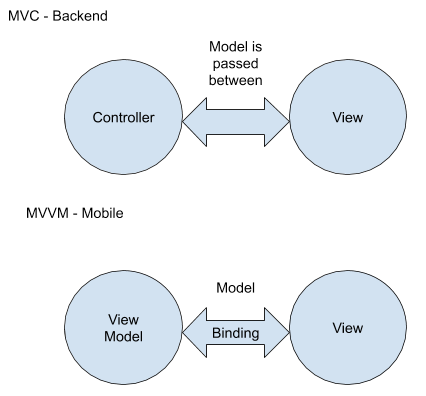 MVC - Backend
Model is
passed
between
Controller
View
MVVM - Mobile
Model
View
Model
Binding
View